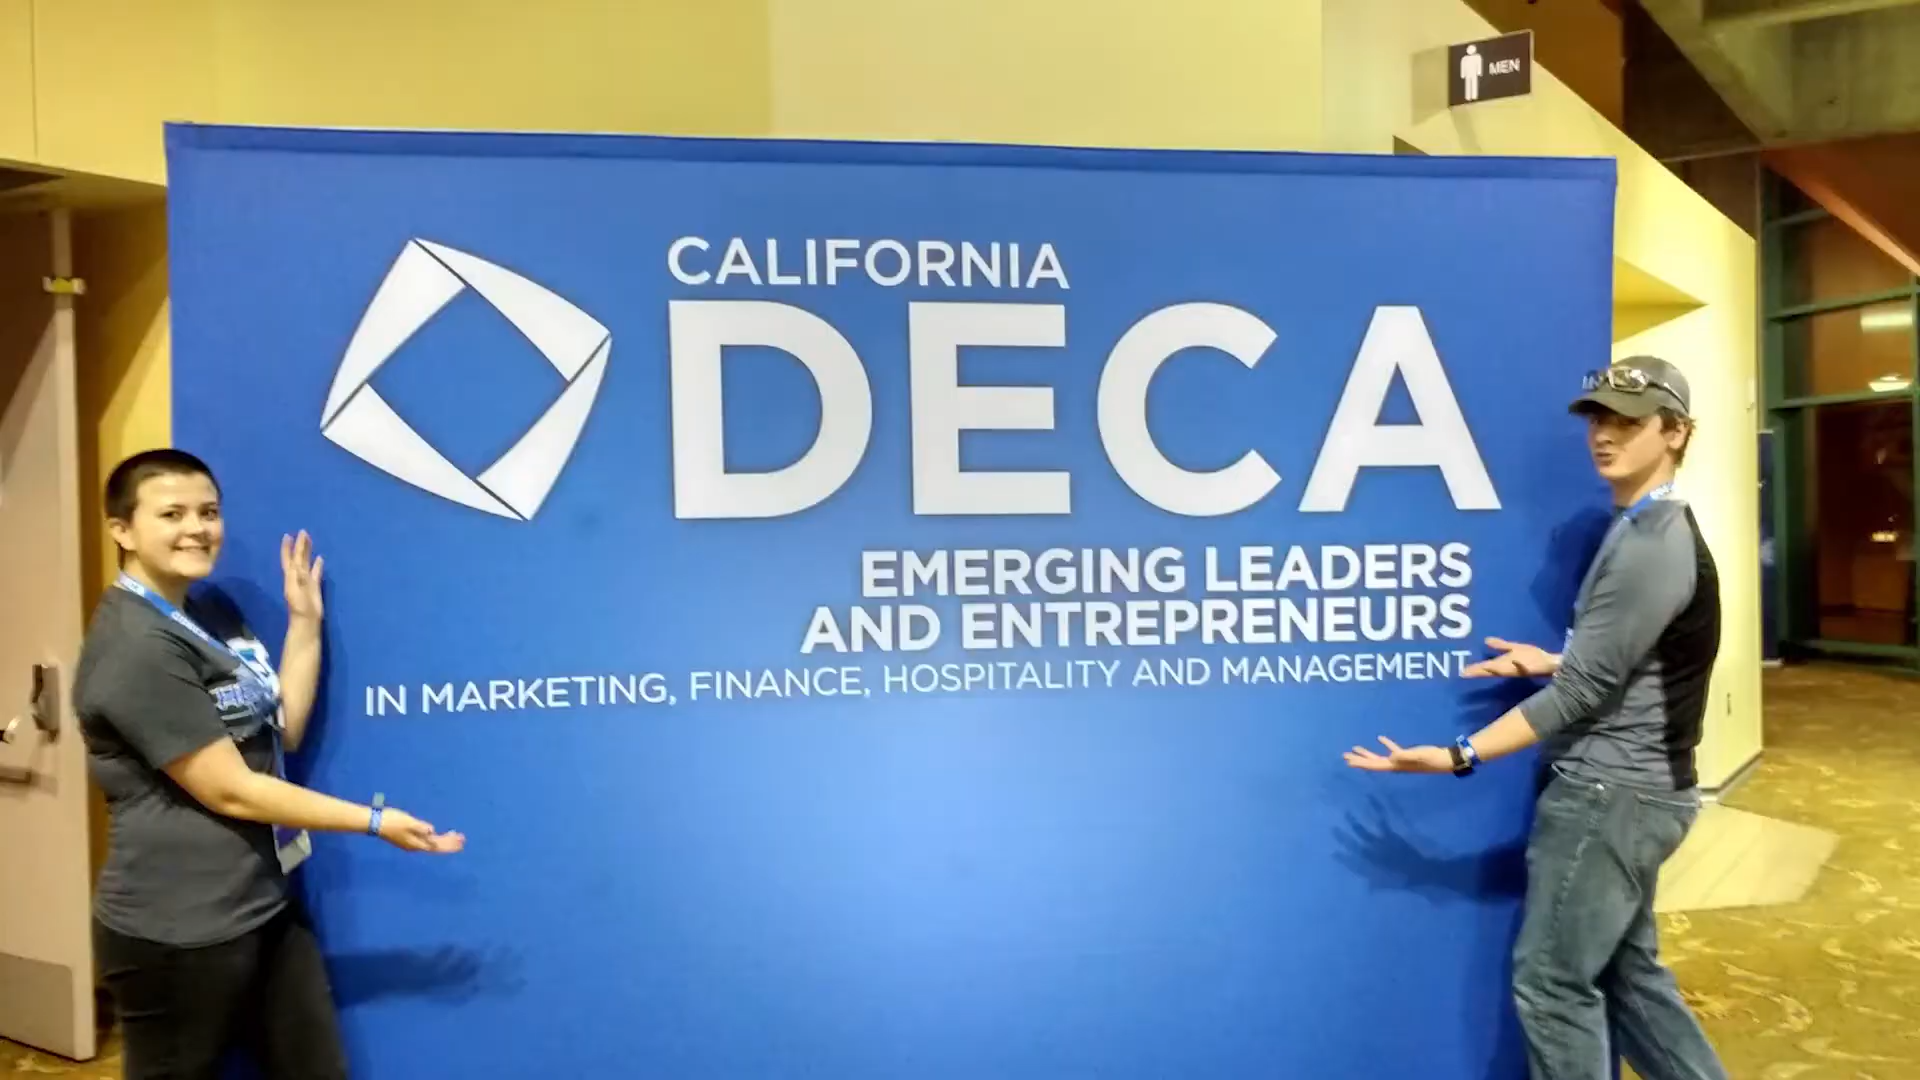 MEN
CALIFORNIA
DECA
EMERGING LEADERS
AND ENTREPRENEURS
IN MARKETING, FINANCE, HOSPITALITY AND MANAGEMENT